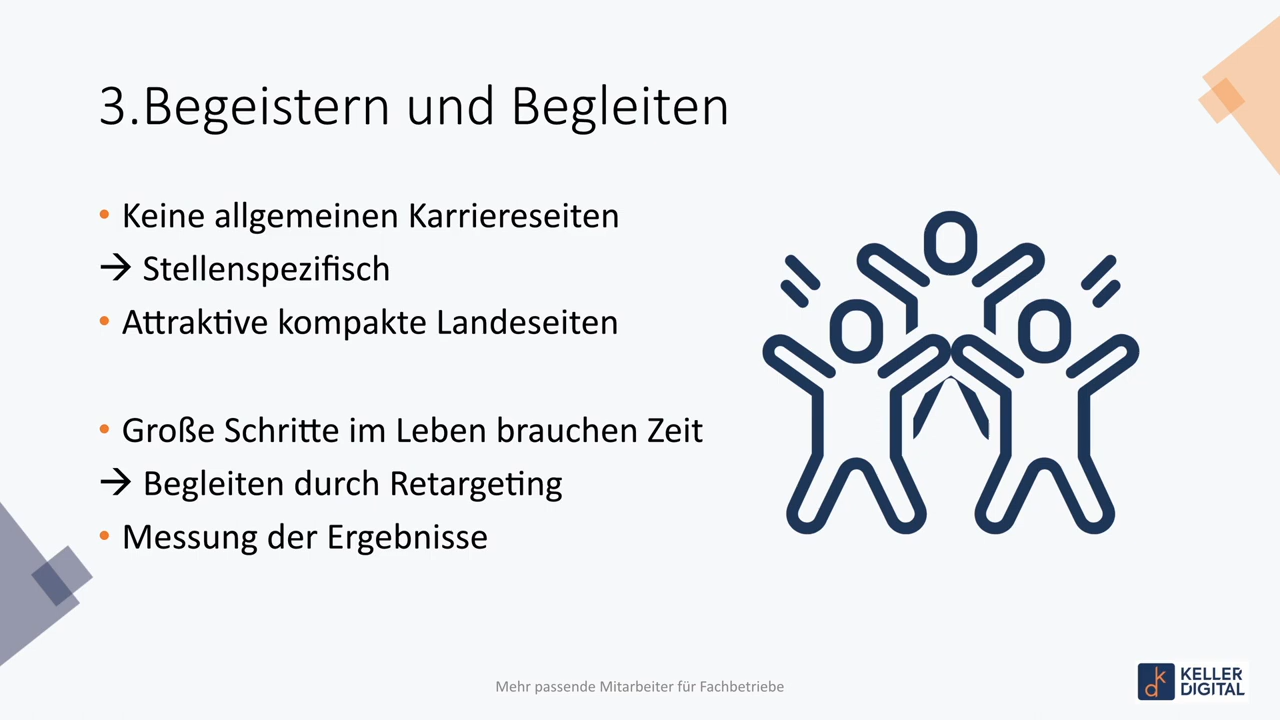 3.Begeistern und Begleiten
• Keine allgemeinen Karriereseiten
→ Stellenspezifisch
• Attraktive kompakte Landeseiten
• Große Schritte im Leben brauchen Zeit
→ Begleiten durch Retargeting
• Messung der Ergebnisse
Mehr passende Mitarbeiter für Fachbetriebe
dk KELLER
DIGITAL